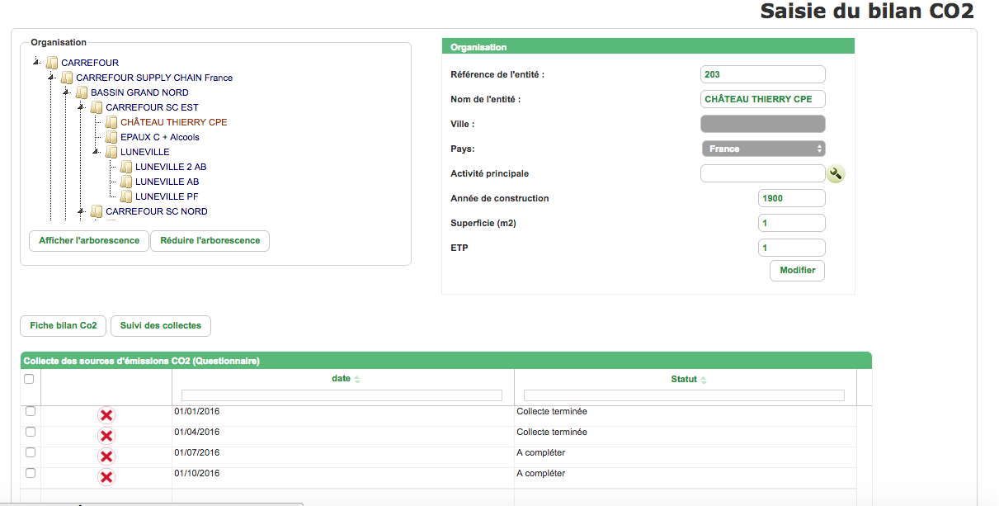 Saisie du bilan CO2
Organisation
CARREFOUR
CARREFOUR SUPPLY CHAIN France
BASSIN GRAND NORD
CARREFOUR SC EST
CHÂTEAU THIERRY CPE
EPAUX C + Alcools
LUNEVILLE
LUNEVILLE 2 AB
LUNEVILLE AB
LUNEVILLE PF
CARREFOUR SC NORD
Afficher l'arborescence Réduire l'arborescence
Organisation
Référence de l'entité : 203
Nom de l'entité : CHÂTEAU THIERRY CPE
Ville :
Pays: France
Activité principale
Année de construction 1900
Superficie (m2) 1
ETP 1
Modifier
Fiche bilan Co2 Suivi des collectes
Collecte des sources d'émissions CO2 (Questionnaire)
date Statut
01/01/2016 Collecte terminée
01/04/2016 Collecte terminée
01/07/2016 A compléter
01/10/2016 A compléter